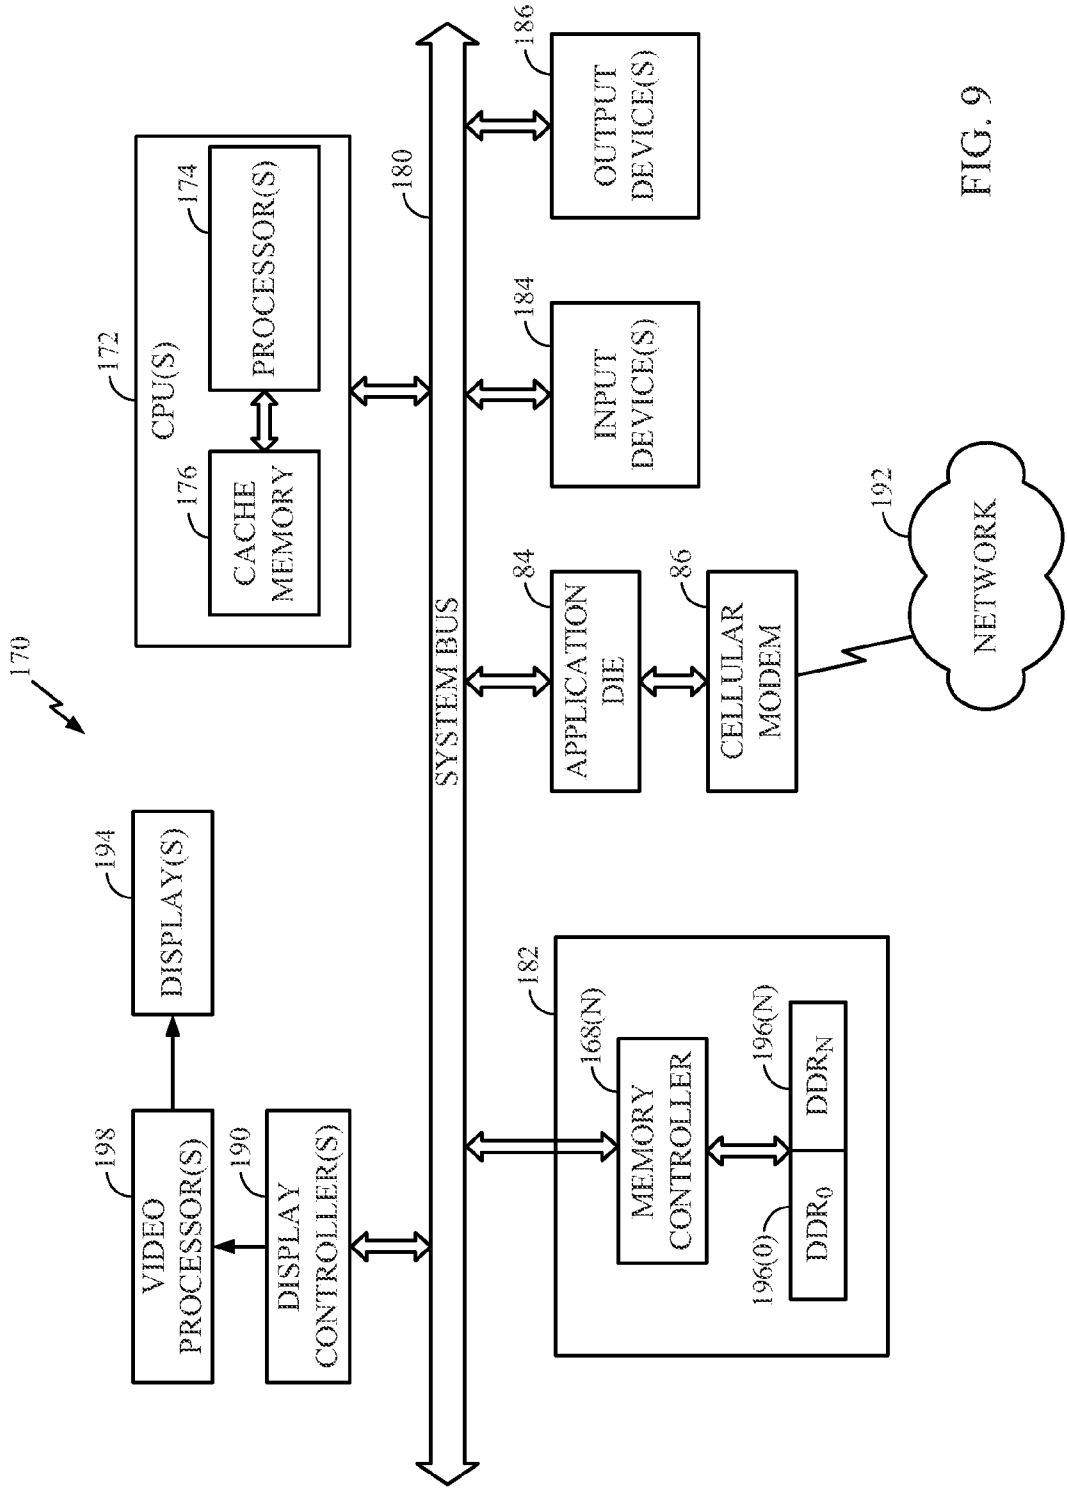 170
172
CPU(S)
176
CACHE
MEMORY
174
PROCESSOR(S)
198
VIDEO
PROCESSOR(S)
194
DISPLAY(S)
190
DISPLAY
CONTROLLER(S)
SYSTEM BUS
180
182
168(N)
MEMORY
CONTROLLER
196(0)
DDR0
196(N)
DDRN
84
APPLICATION
DIE
86
CELLULAR
MODEM
192
NETWORK
184
INPUT
DEVICE(S)
186
OUTPUT
DEVICE(S)
FIG. 9